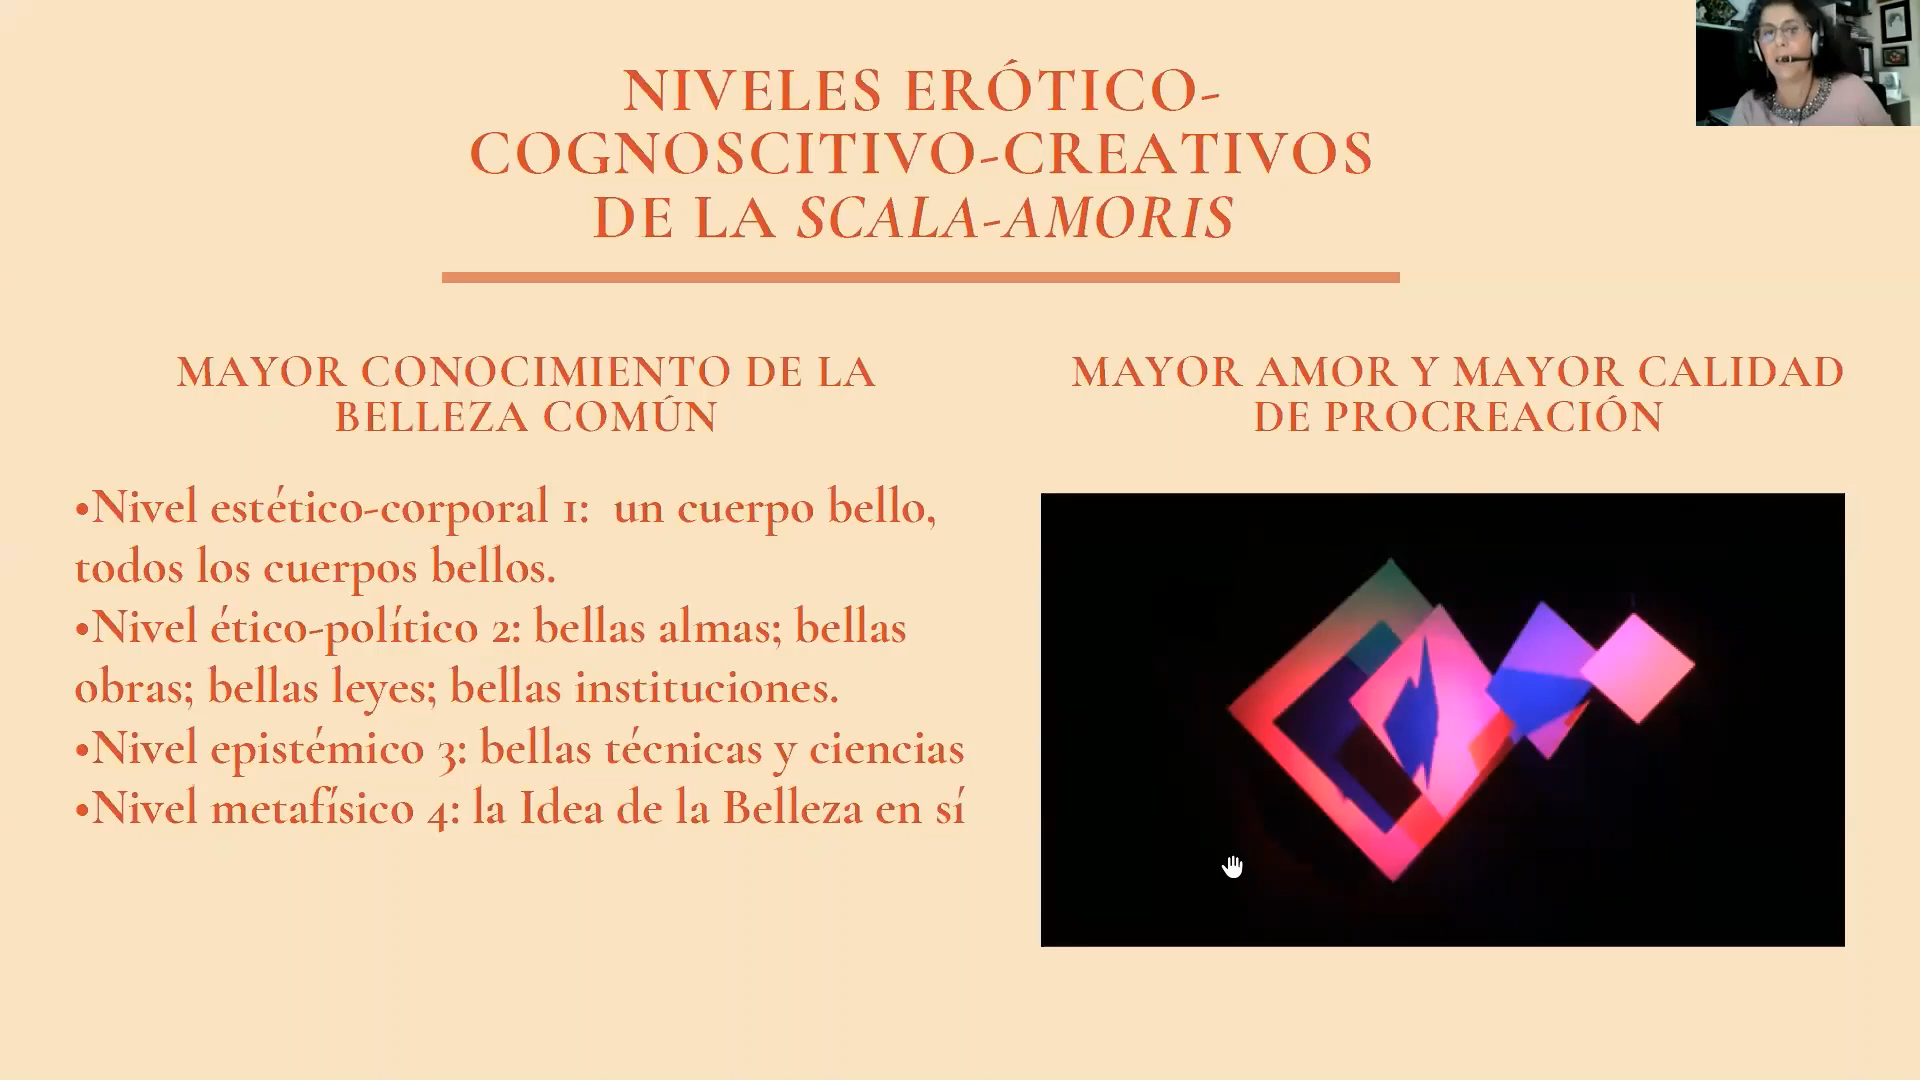 NIVELES ERÓTICO-
COGNOSCITIVO-CREATIVOS
DE LA SCALA-AMORIS
MAYOR CONOCIMIENTO DE LA
BELLEZA COMÚN
•Nivel estético-corporal 1: un cuerpo bello,
todos los cuerpos bellos.
•Nivel ético-político 2: bellas almas; bellas
obras; bellas leyes; bellas instituciones.
•Nivel epistémico 3: bellas técnicas y ciencias
•Nivel metafísico 4: la Idea de la Belleza en sí
MAYOR AMOR Y MAYOR CALIDAD
DE PROCREACIÓN